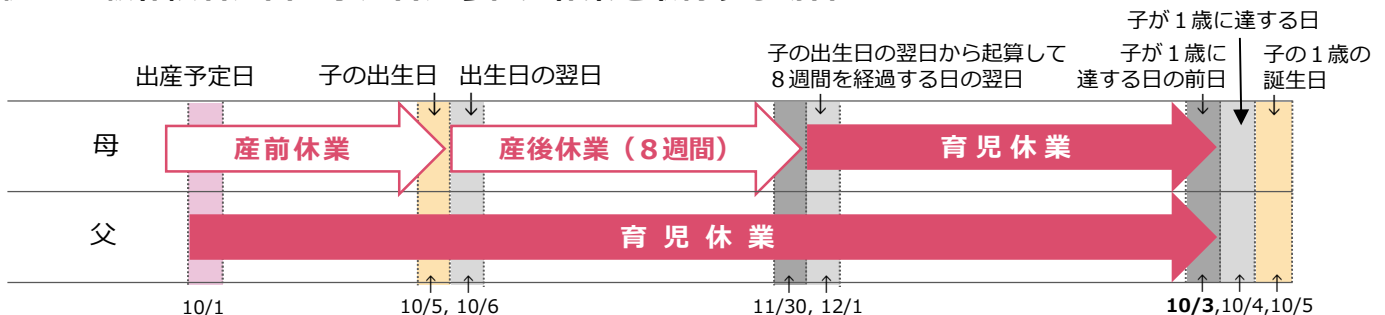 子が１歳に達する日
出産予定日
子の出生日
出生日の翌日
子の出生日の翌日から起算して
８週間を経過する日の翌日
子が１歳に
達する日の前日
子の１歳の
誕生日
母
産前休業
産後休業（８週間）
育児休業
父
育児休業
10/1
10/5, 10/6
11/30, 12/1
10/3,10/4,10/5